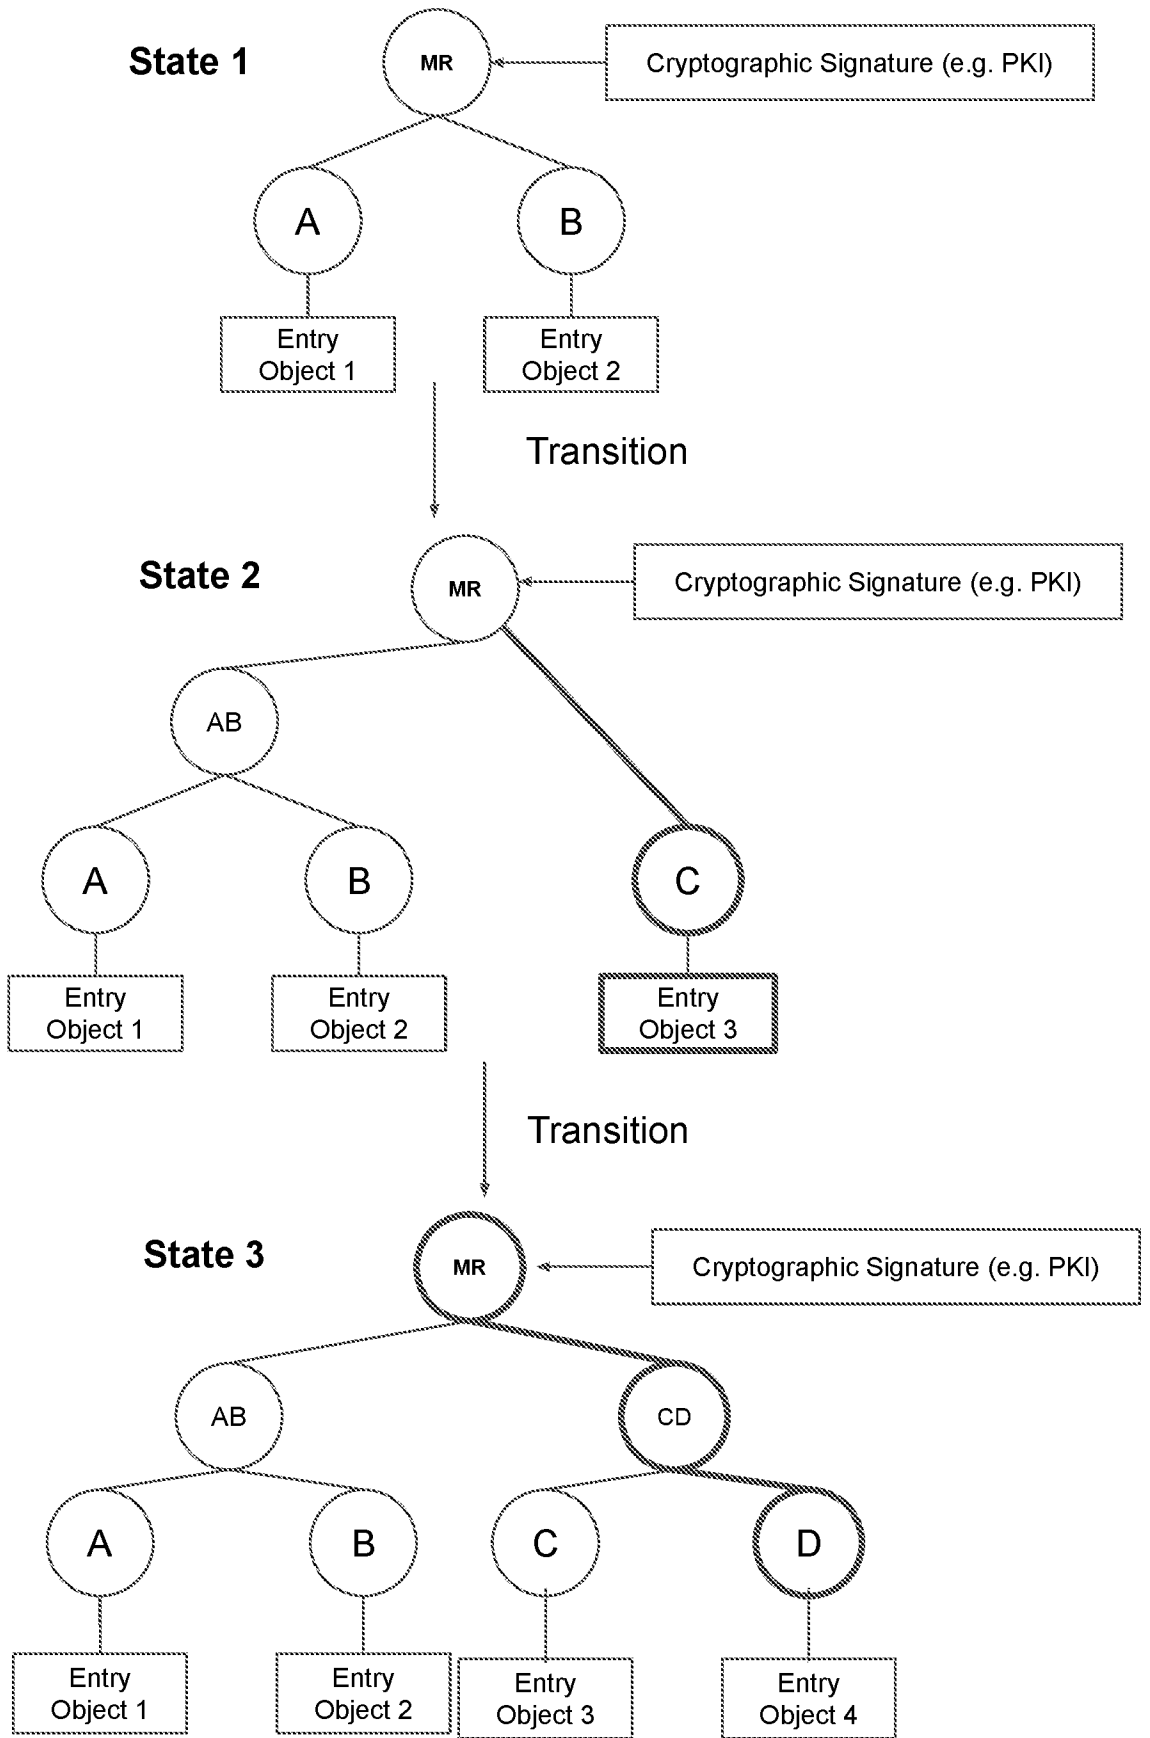 State 1
MR
Cryptographic Signature (e.g. PKI)
A
B
Entry
Object 1
Entry
Object 2
Transition
State 2
MR
Cryptographic Signature (e.g. PKI)
AB
A
B
C
Entry
Object 1
Entry
Object 2
Entry
Object 3
Transition
State 3
MR
Cryptographic Signature (e.g. PKI)
AB
CD
A
B
C
D
Entry
Object 1
Entry
Object 2
Entry
Object 3
Entry
Object 4